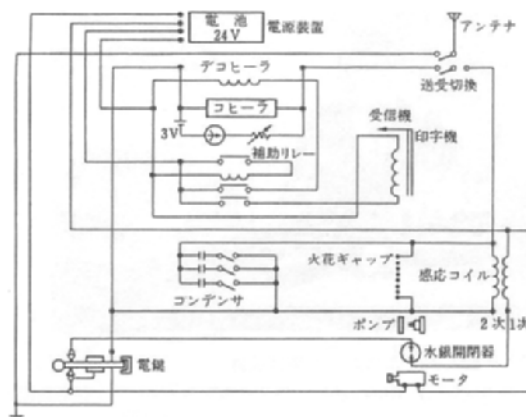 電池
24V
電源装置
アンテナ
デコヒーラ
送受切換
コヒーラ
受信機
印字機
3V
補助リレー
火花ギャップ
感応コイル
コンデンサ
ポンプ
2次
1次
水銀開閉器
電鍵
モータ